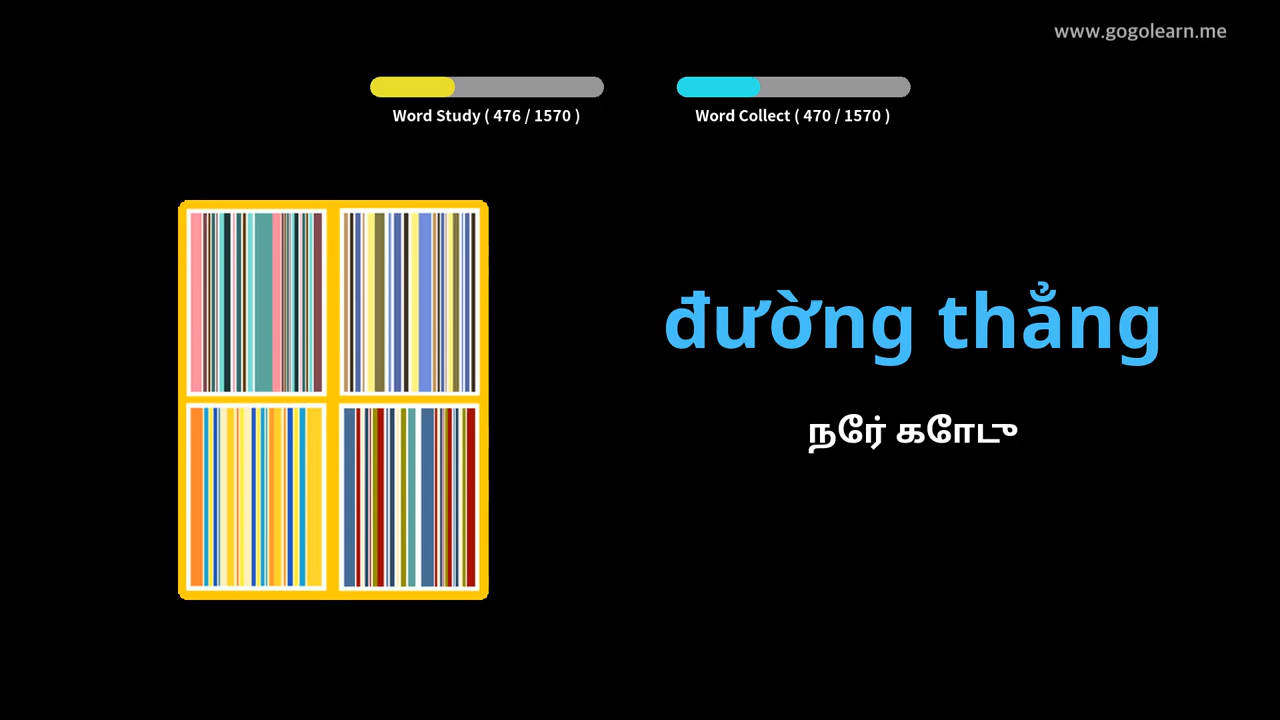 www.gogolearn.me
Word Study ( 476 / 1570 )
Word Collect ( 470 / 1570 )
đường thẳng
நேர் கோடு